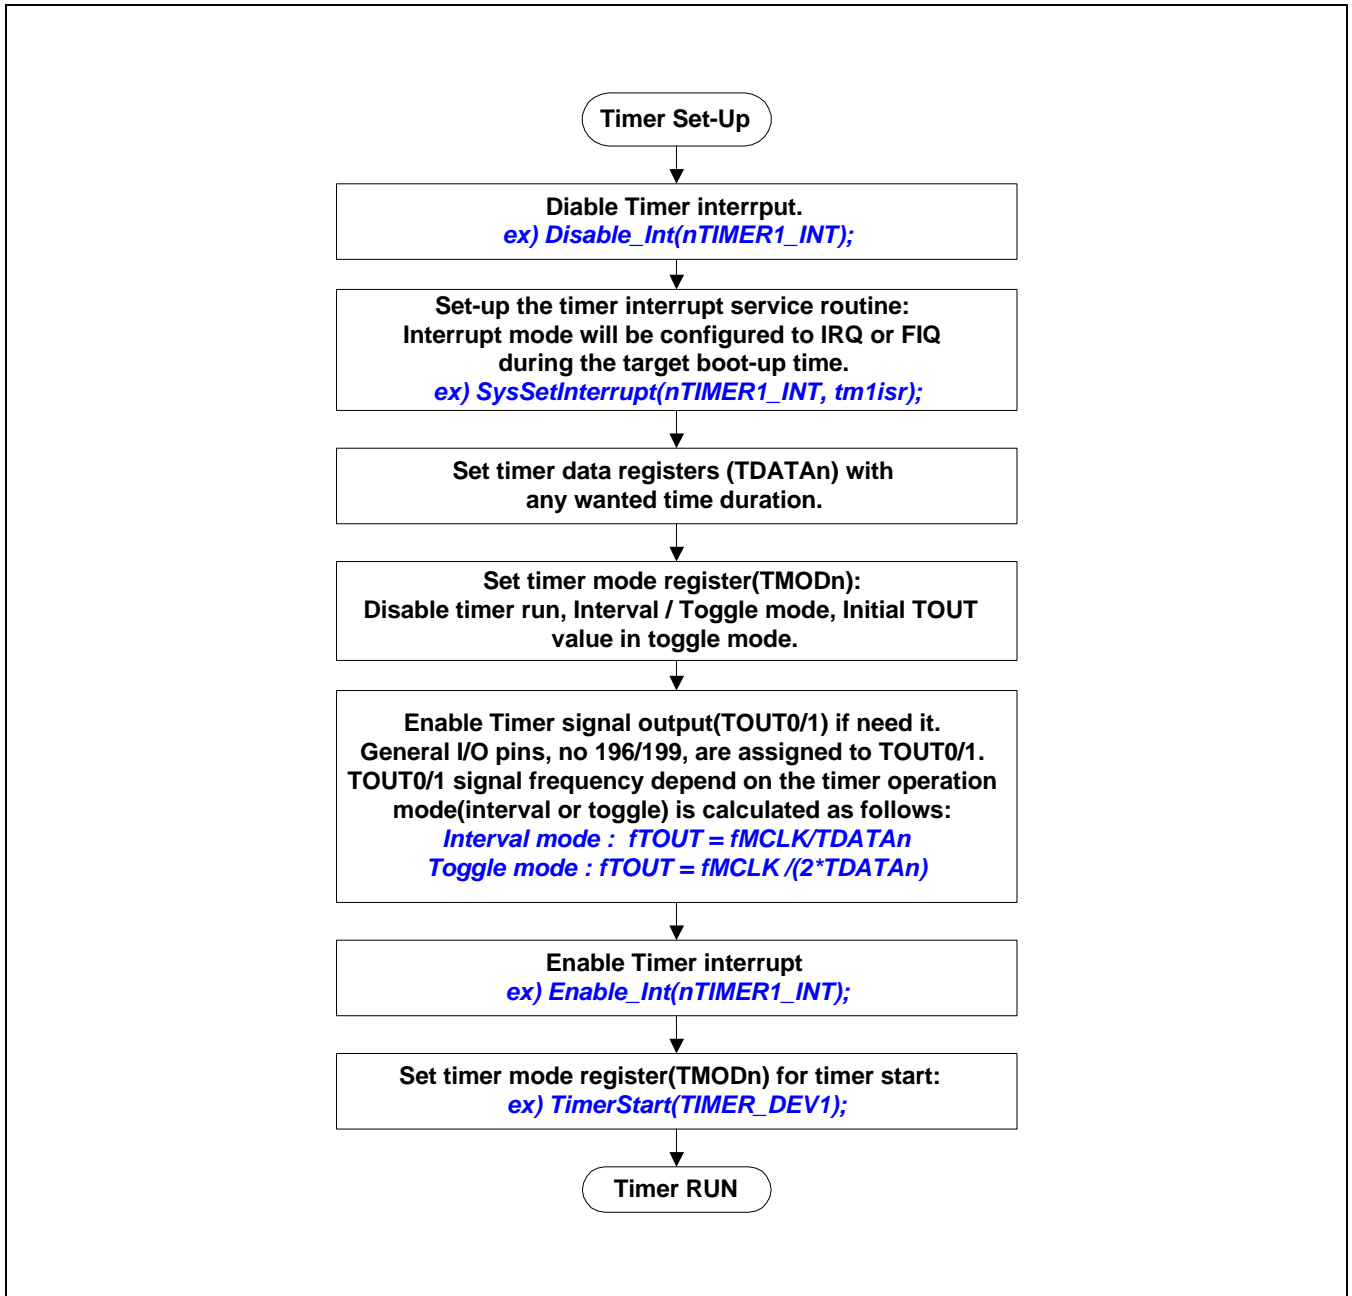 Timer Set-Up
Diable Timer interrput.
ex) Disable_Int(nTIMER1_INT);
Set-up the timer interrupt service routine:
Interrupt mode will be configured to IRQ or FIQ
during the target boot-up time.
ex) SysSetInterrupt(nTIMER1_INT, tm1isr);
Set timer data registers (TDATAn) with
any wanted time duration.
Set timer mode register(TMODn):
Disable timer run, Interval / Toggle mode, Initial TOUT
value in toggle mode.
Enable Timer signal output(TOUT0/1) if need it.
General I/O pins, no 196/199, are assigned to TOUT0/1.
TOUT0/1 signal frequency depend on the timer operation
mode(interval or toggle) is calculated as follows:
Interval mode : fTOUT = fMCLK/TDATAn
Toggle mode : fTOUT = fMCLK /(2*TDATAn)
Enable Timer interrupt
ex) Enable_Int(nTIMER1_INT);
Set timer mode register(TMODn) for timer start:
ex) TimerStart(TIMER_DEV1);
Timer RUN